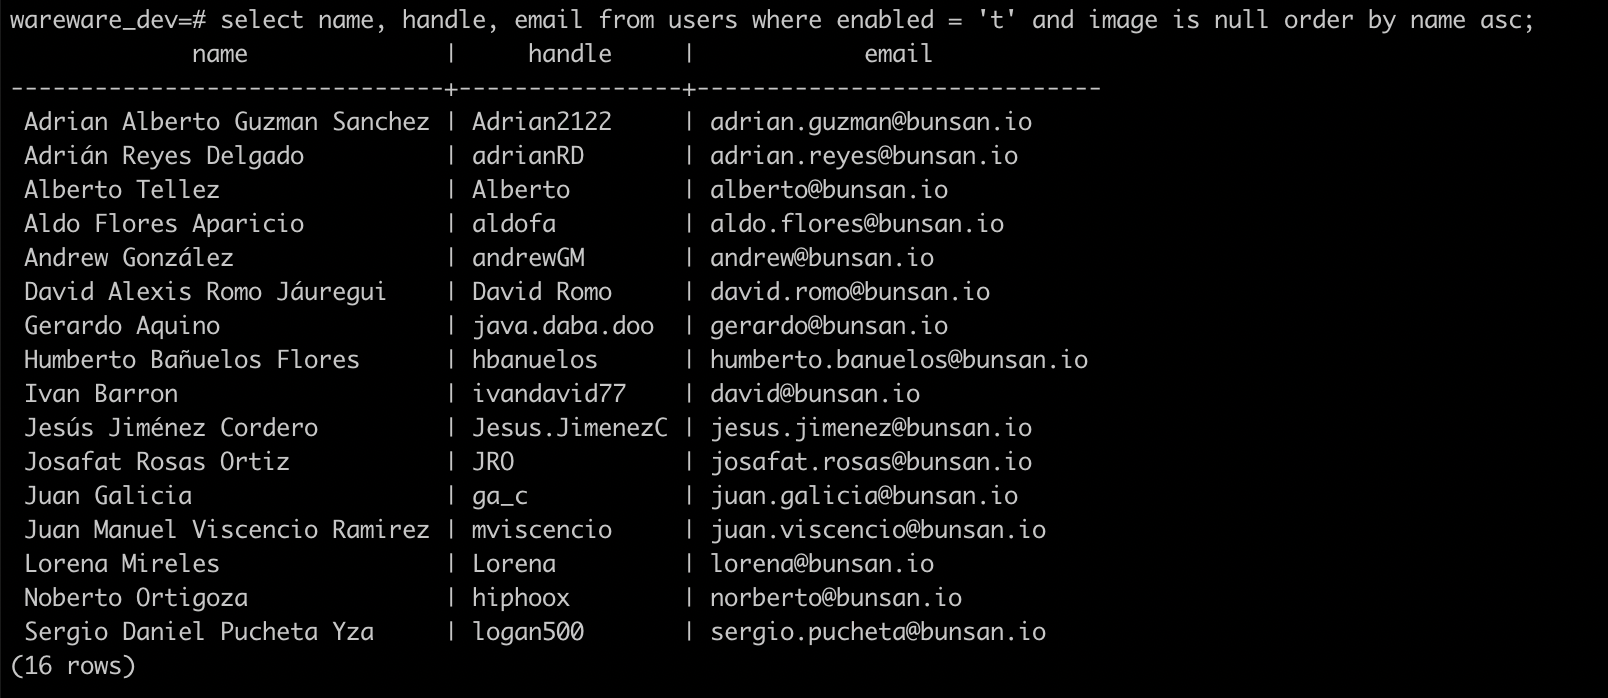 wareware_dev=# select name, handle, email from users where enabled = 't' and image is null order by name asc;
             name              |     handle     |            email
-------------------------------+----------------+-----------------------------
 Adrian Alberto Guzman Sanchez | Adrian2122     | adrian.guzman@bunsan.io
 Adrián Reyes Delgado          | adrianRD       | adrian.reyes@bunsan.io
 Alberto Tellez                | Alberto        | alberto@bunsan.io
 Aldo Flores Aparicio          | aldofa         | aldo.flores@bunsan.io
 Andrew González               | andrewGM       | andrew@bunsan.io
 David Alexis Romo Jáuregui    | David Romo     | david.romo@bunsan.io
 Gerardo Aquino                | java.daba.doo  | gerardo@bunsan.io
 Humberto Bañuelos Flores      | hbanuelos      | humberto.banuelos@bunsan.io
 Ivan Barron                   | ivandavid77    | david@bunsan.io
 Jesús Jiménez Cordero         | Jesus.JimenezC | jesus.jimenez@bunsan.io
 Josafat Rosas Ortiz           | JRO            | josafat.rosas@bunsan.io
 Juan Galicia                  | ga_c           | juan.galicia@bunsan.io
 Juan Manuel Viscencio Ramirez | mviscencio     | juan.viscencio@bunsan.io
 Lorena Mireles                | Lorena         | lorena@bunsan.io
 Noberto Ortigoza              | hiphoox        | norberto@bunsan.io
 Sergio Daniel Pucheta Yza     | logan500       | sergio.pucheta@bunsan.io
(16 rows)